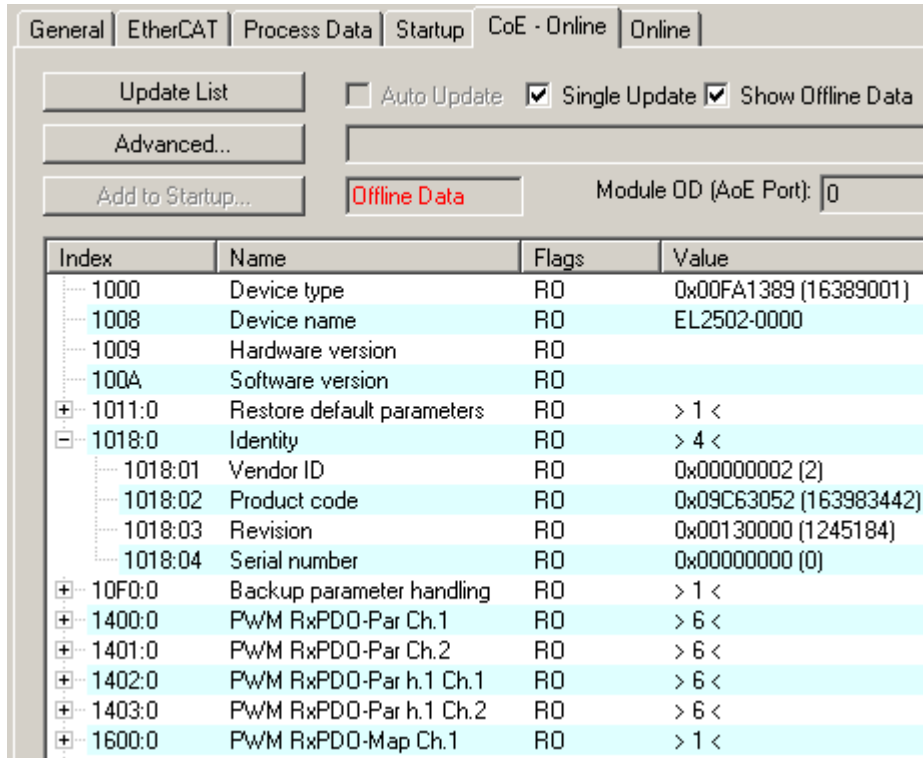 General EtherCAT Process Data Startup CoE - Online Online
Update List Auto Update Single Update Show Offline Data
Advanced...
Add to Startup... Offline Data Module OD (AoE Port): 0
Index Name Flags Value
1000 Device type RO 0x00FA1389 (16389001)
1008 Device name RO EL2502-0000
1009 Hardware version RO
100A Software version RO
1011:0 Restore default parameters RO > 1 <
1018:0 Identity RO > 4 <
1018:01 Vendor ID RO 0x00000002 (2)
1018:02 Product code RO 0x09C63052 (163983442)
1018:03 Revision RO 0x00130000 (1245184)
1018:04 Serial number RO 0x00000000 (0)
10F0:0 Backup parameter handling RO > 1 <
1400:0 PWM RxPDO-Par Ch.1 RO > 6 <
1401:0 PWM RxPDO-Par Ch.2 RO > 6 <
1402:0 PWM RxPDO-Par h.1 Ch.1 RO > 6 <
1403:0 PWM RxPDO-Par h.1 Ch.2 RO > 6 <
1600:0 PWM RxPDO-Map Ch.1 RO > 1 <